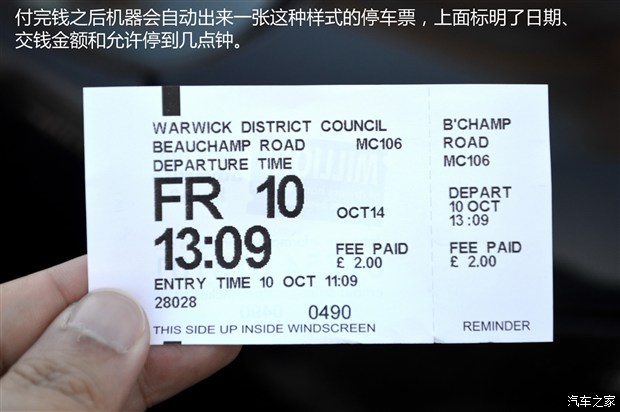 付完钱之后机器会自动出来一张这种样式的停车票，上面标明了日期、
交钱金额和允许停到几点钟。
WARWICK DISTRICT COUNCIL
BEAUCHAMP ROAD MC106
DEPARTURE TIME
FR 10 OCT14
13:09 FEE PAID
£ 2.00
ENTRY TIME 10 OCT 11:09
28028
0490
THIS SIDE UP INSIDE WINDSCREEN
B'CHAMP
ROAD
MC106
DEPART
10 OCT
13:09
FEE PAID
£ 2.00
REMINDER
汽车之家